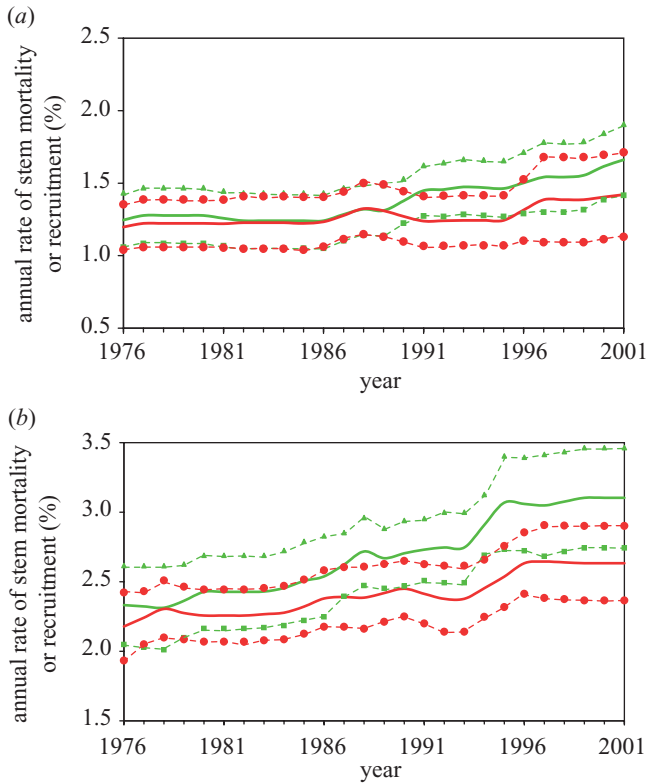 (a)
2.5
2.0
1.5
1.0
0.5
annual rate of stem mortality
or recruitment (%)
1976 1981 1986 1991 1996 2001
year
(b)
3.5
3.0
2.5
2.0
1.5
annual rate of stem mortality
or recruitment (%)
1976 1981 1986 1991 1996 2001
year